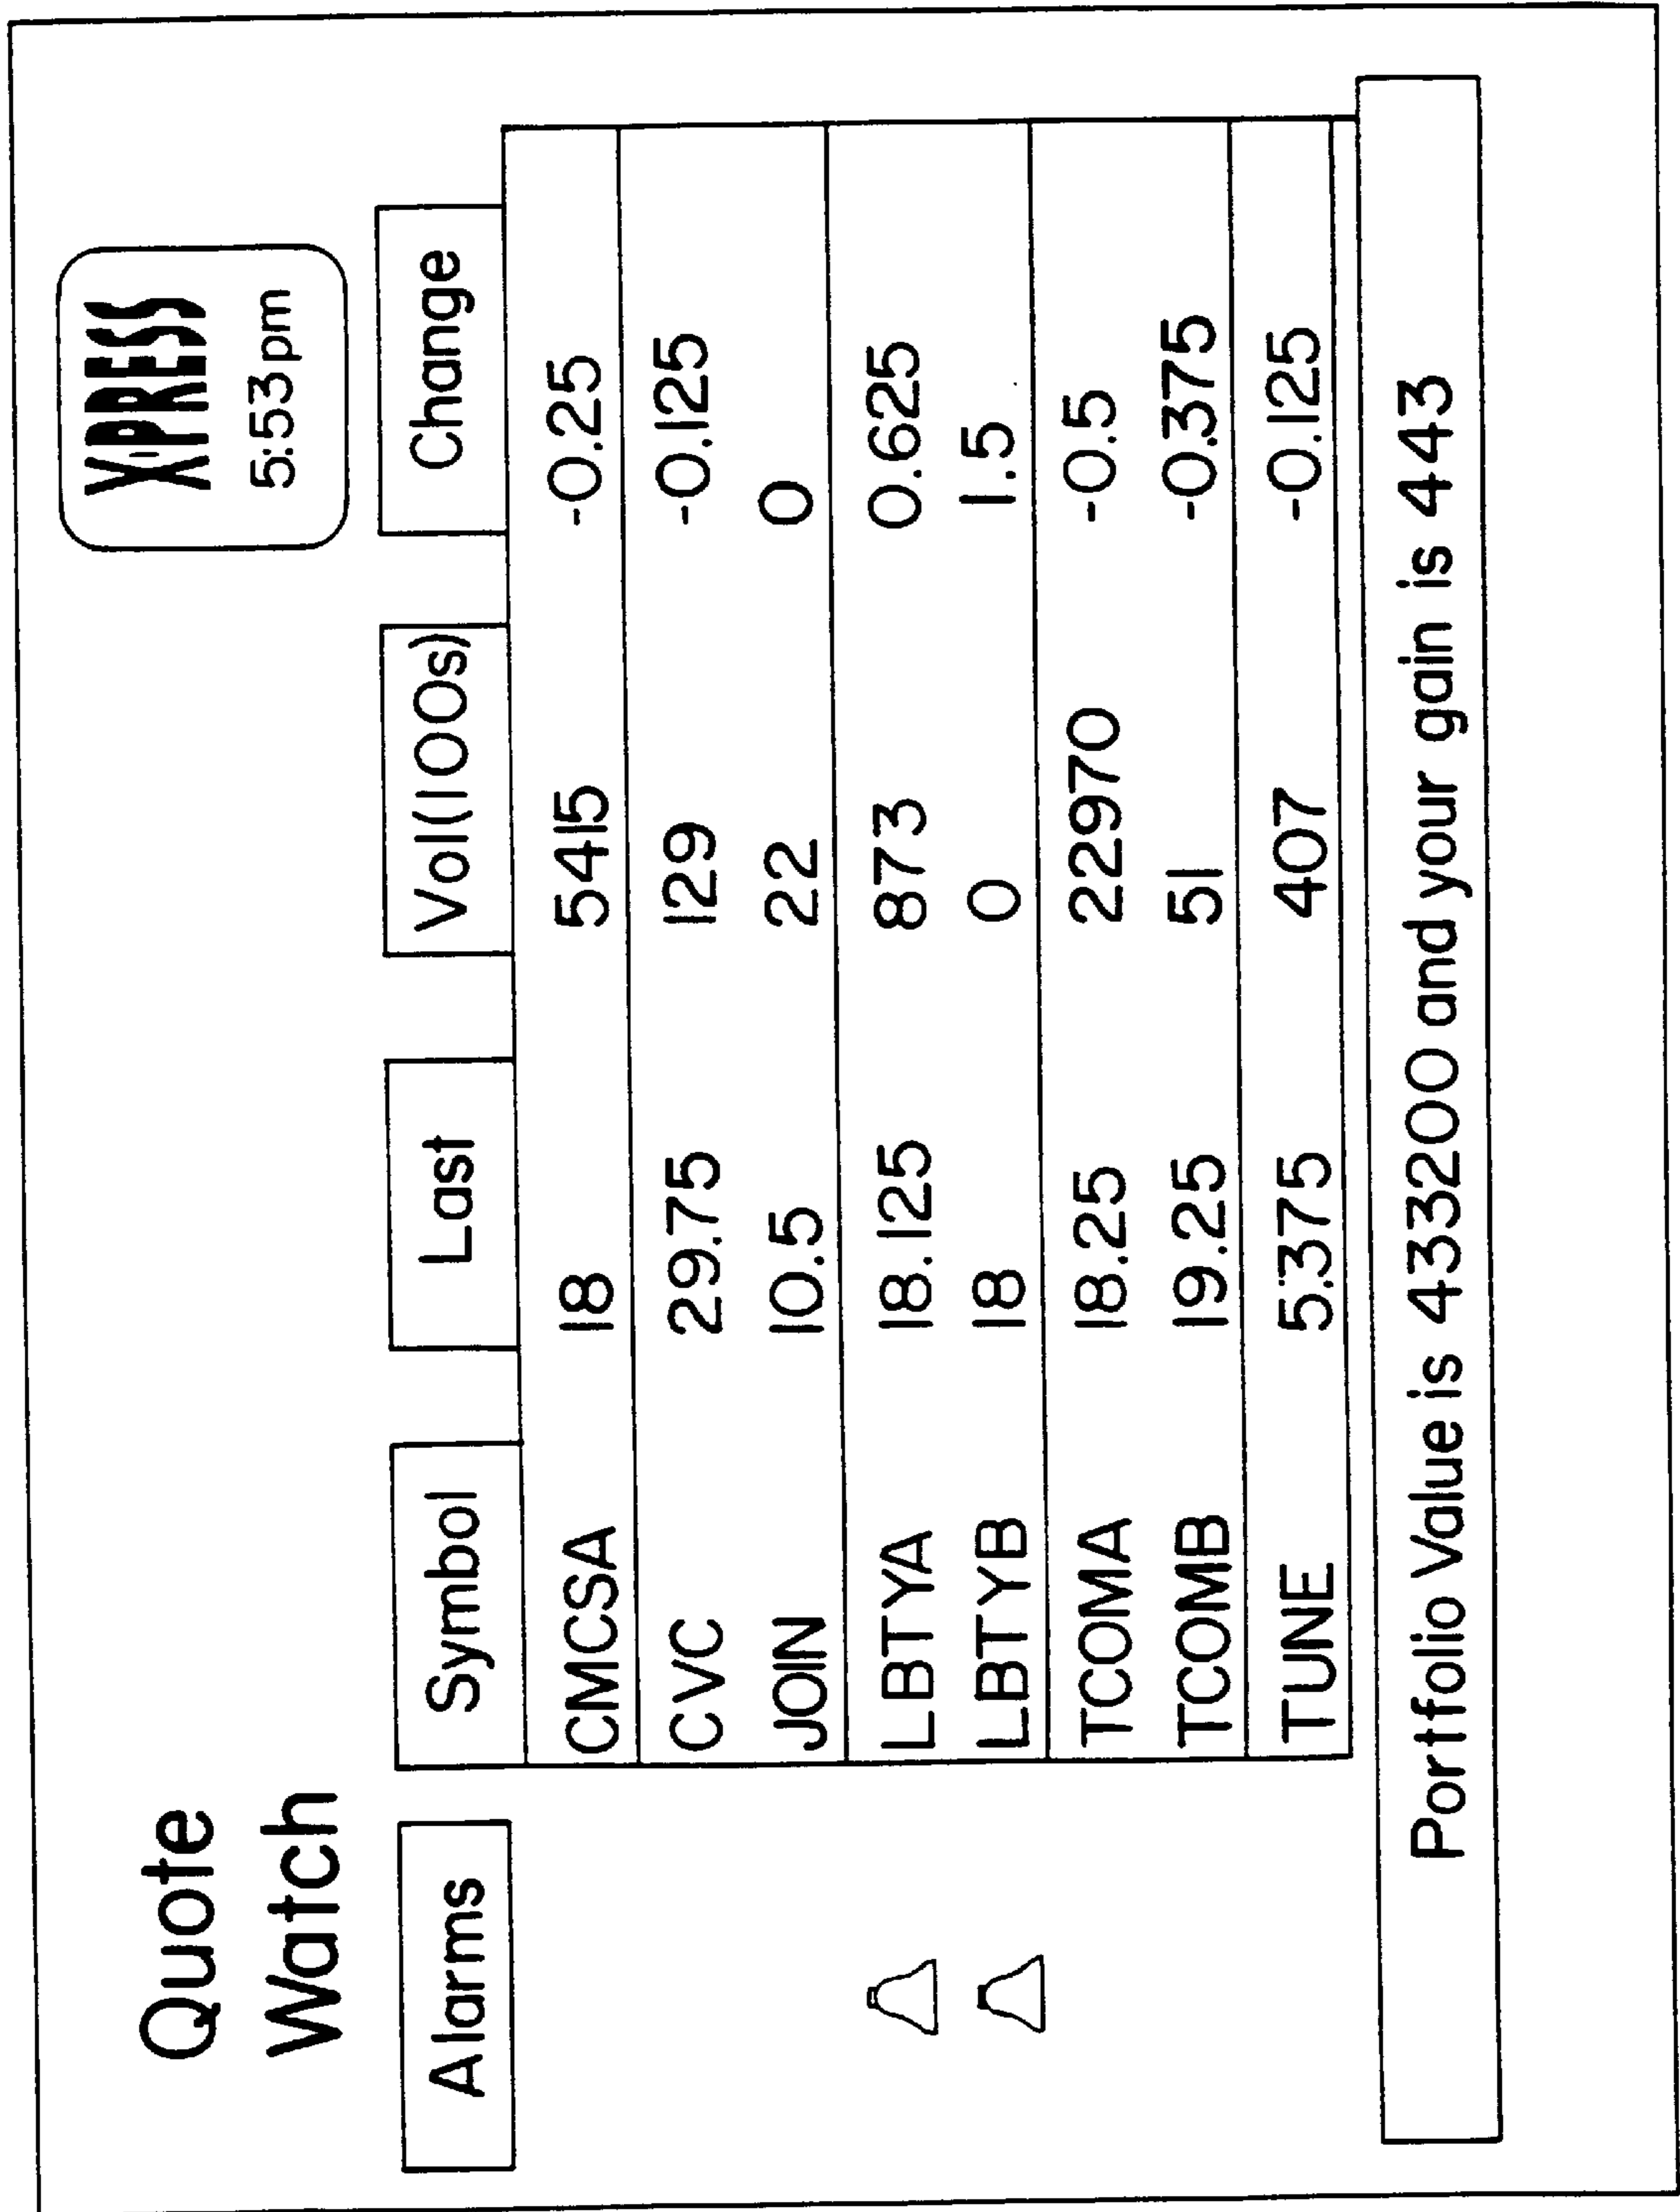 Quote
Watch
X·PRESS
5:53pm
Alarms Symbol Last Vol(100s) Change
CMCSA 18 5415 -0.25
CVC 29.75 129 -0.125
JOIN 10.5 22 0
LBTYA 18.125 873 0.625
LBTYB 18 0 1.5
TCOMA 18.25 22970 -0.5
TCOMB 19.25 51 -0.375
TUNE 5.375 407 -0.125
Portfolio Value is 433200 and your gain is 443